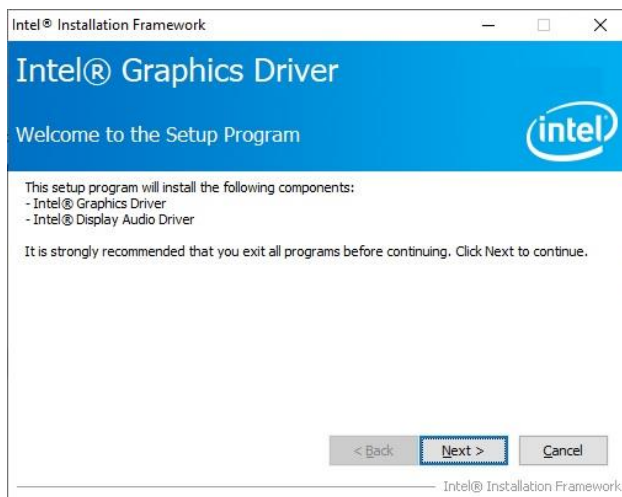 Intel® Installation Framework
Intel® Graphics Driver
Welcome to the Setup Program
intel
This setup program will install the following components:
- Intel® Graphics Driver
- Intel® Display Audio Driver
It is strongly recommended that you exit all programs before continuing. Click Next to continue.
< Back
Next >
Cancel
Intel® Installation Framework